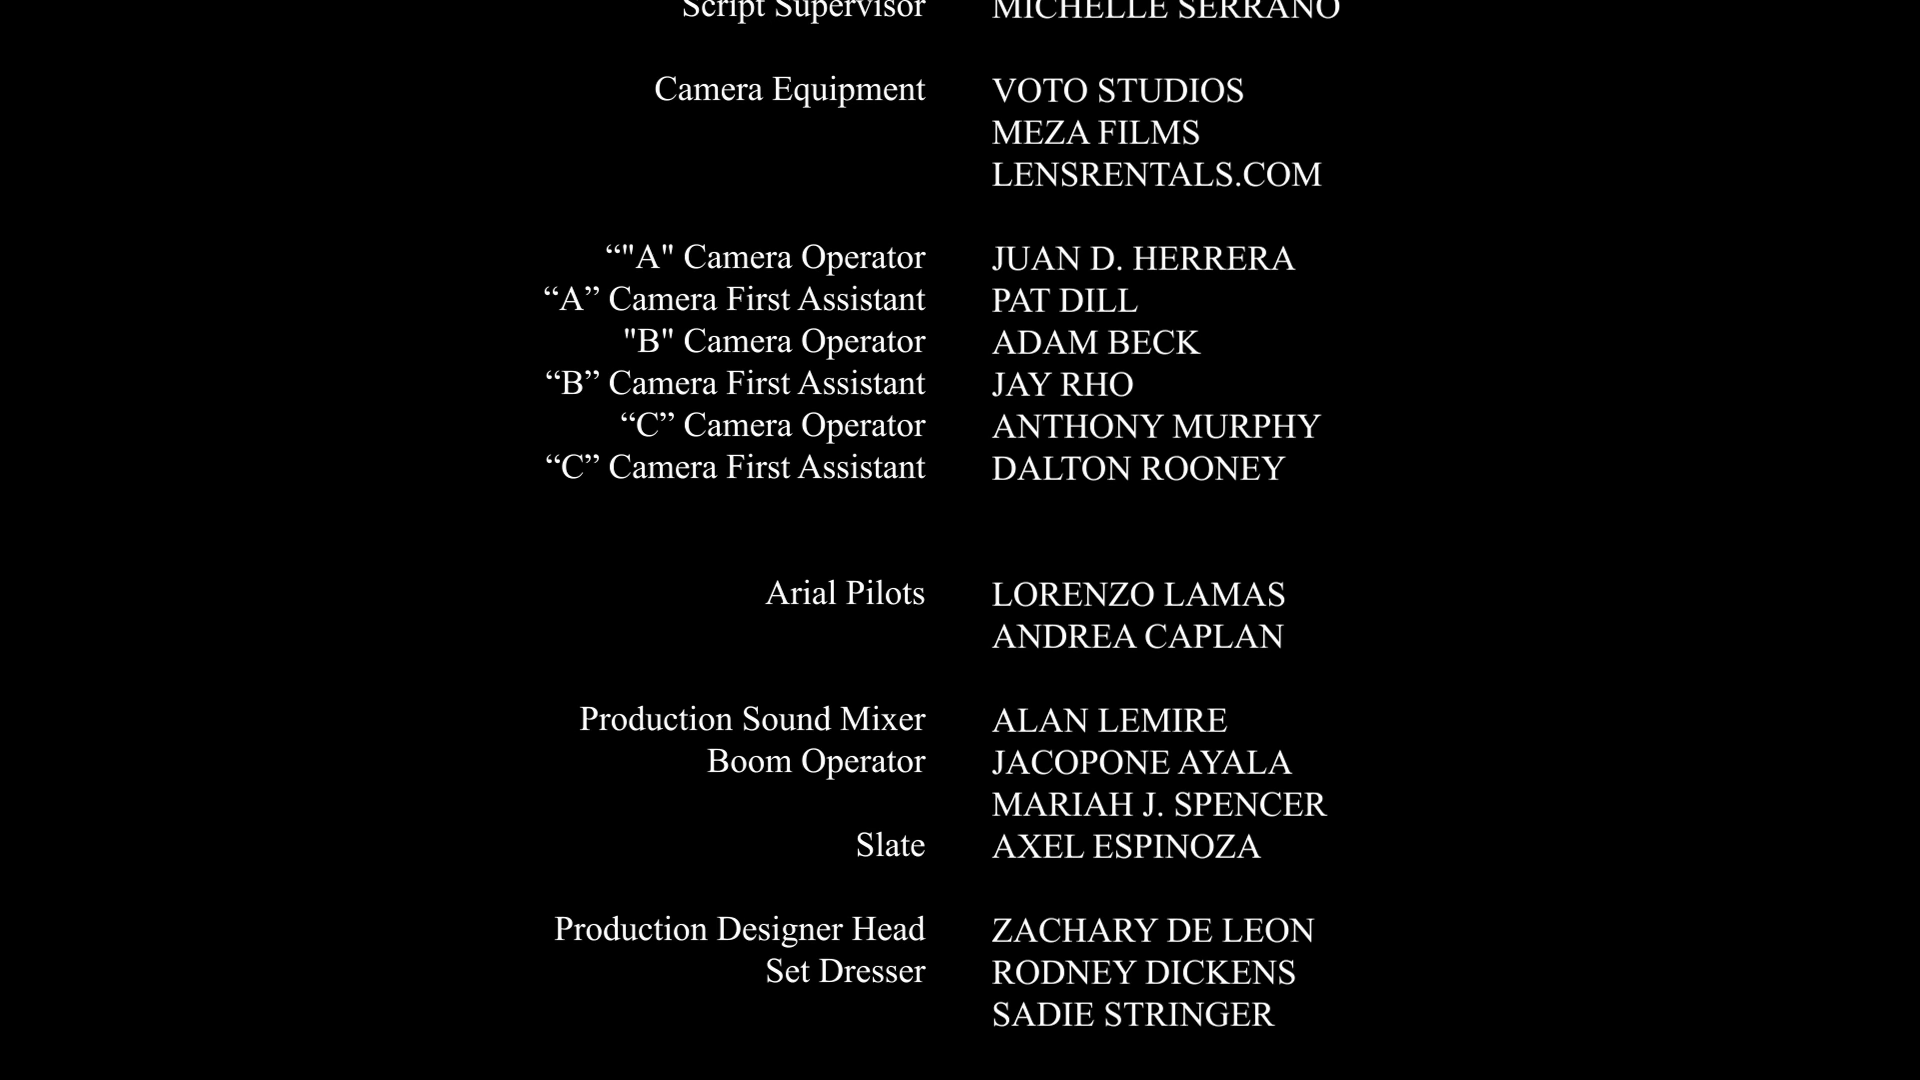 Script Supervisor MICHELLE SERRANO
Camera Equipment VOTO STUDIOS
MEZA FILMS
LENSRENTALS.COM
“"A" Camera Operator JUAN D. HERRERA
“A” Camera First Assistant PAT DILL
"B" Camera Operator ADAM BECK
“B” Camera First Assistant JAY RHO
“C” Camera Operator ANTHONY MURPHY
“C” Camera First Assistant DALTON ROONEY
Arial Pilots LORENZO LAMAS
ANDREA CAPLAN
Production Sound Mixer ALAN LEMIRE
Boom Operator JACOPONE AYALA
MARIAH J. SPENCER
Slate AXEL ESPINOZA
Production Designer Head ZACHARY DE LEON
Set Dresser RODNEY DICKENS
SADIE STRINGER